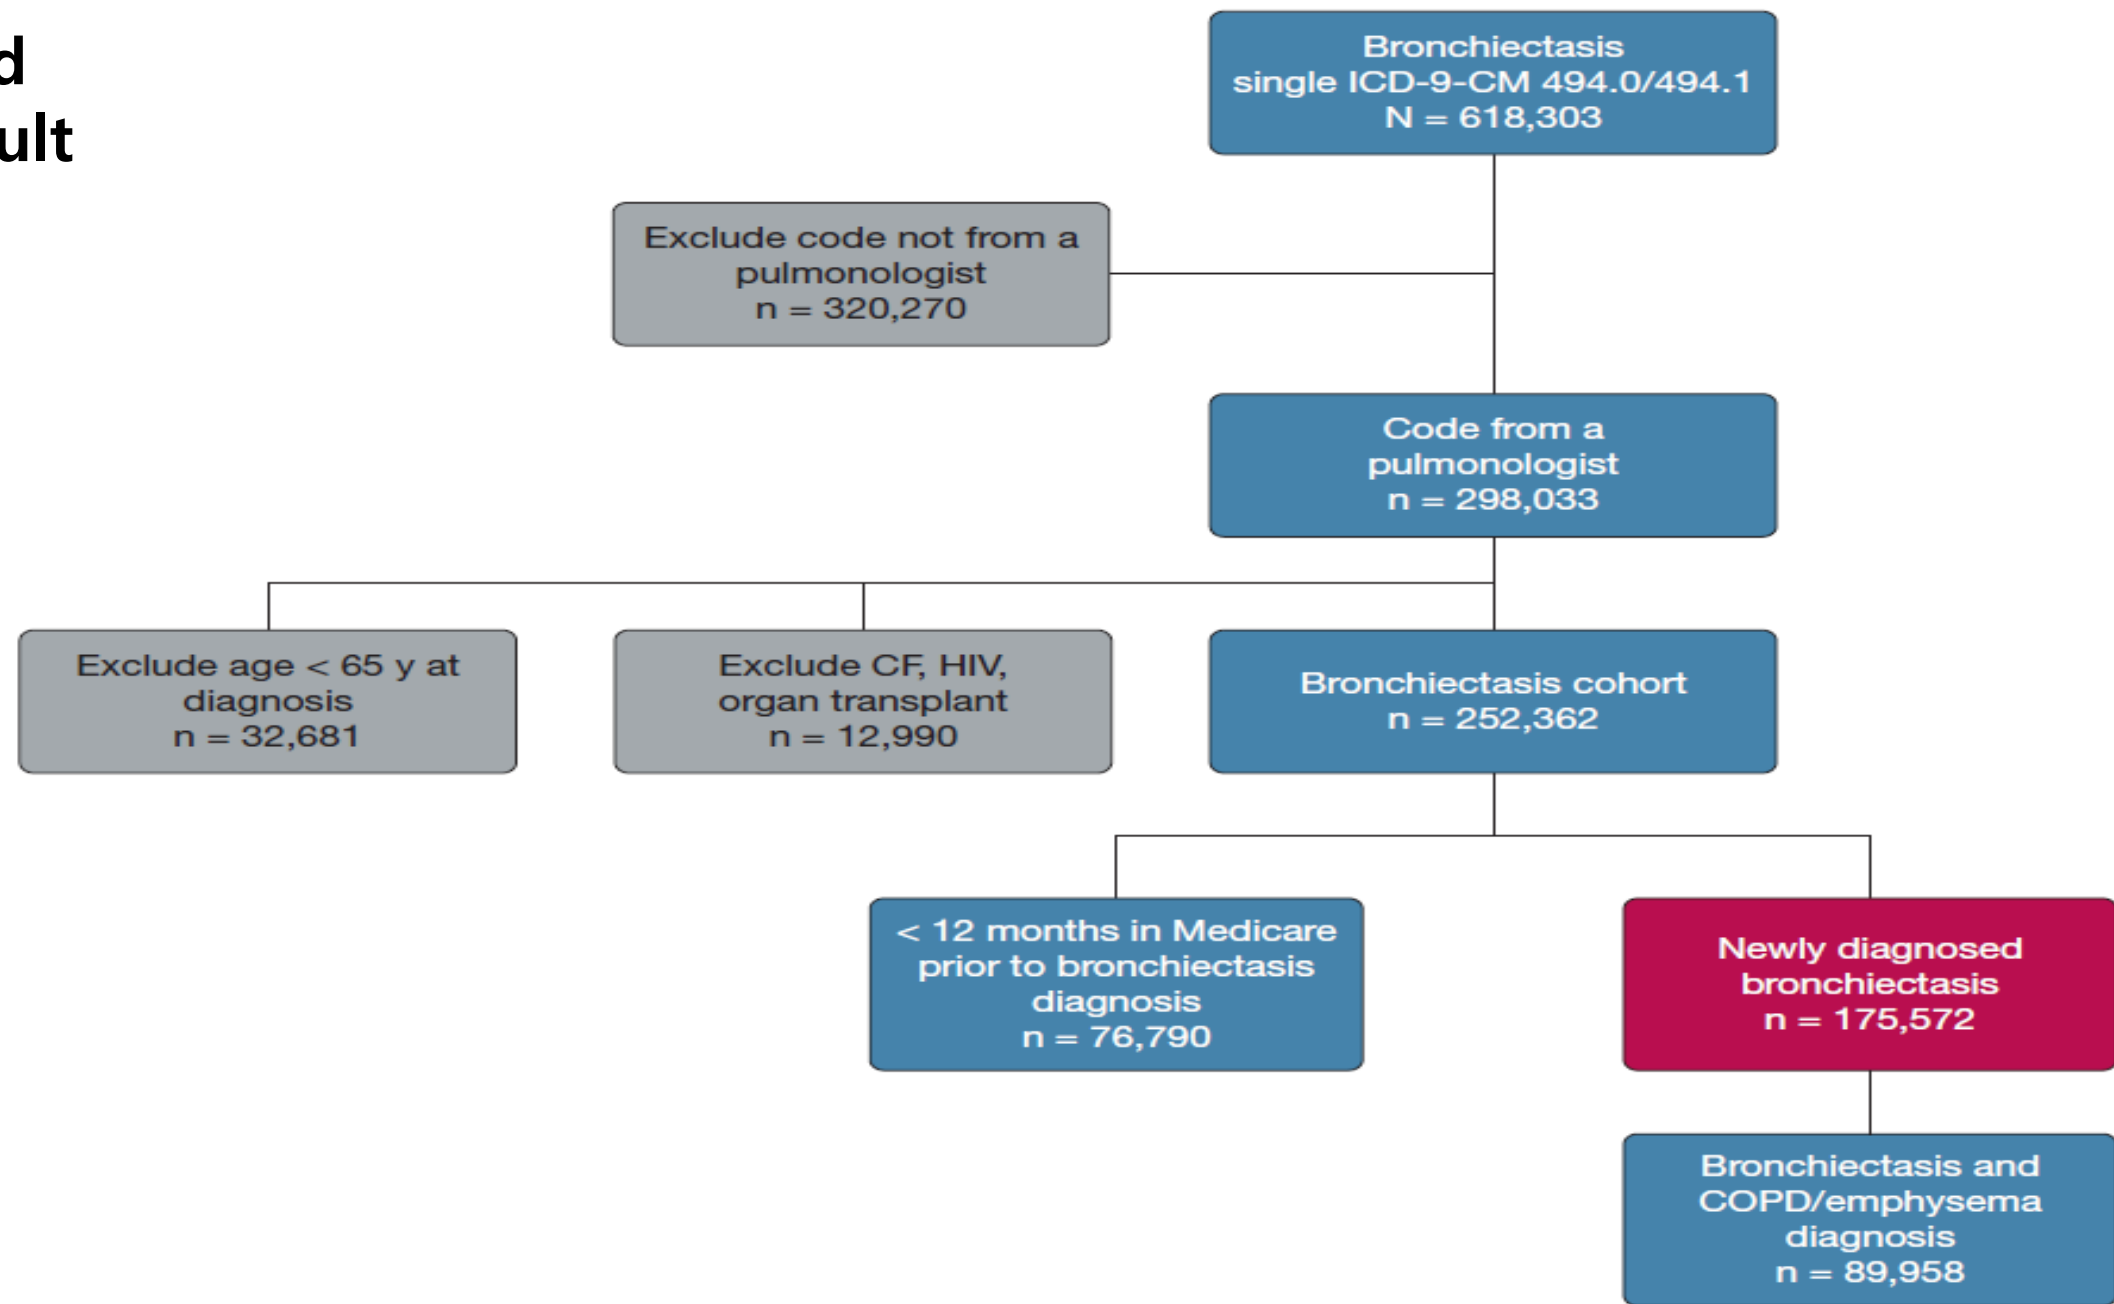 Bronchiectasis
single ICD-9-CM 494.0/494.1
N = 618,303
Exclude code not from a
pulmonologist
n = 320,270
Code from a
pulmonologist
n = 298,033
Exclude age < 65 y at
diagnosis
n = 32,681
Exclude CF, HIV,
organ transplant
n = 12,990
Bronchiectasis cohort
n = 252,362
< 12 months in Medicare
prior to bronchiectasis
diagnosis
n = 76,790
Newly diagnosed
bronchiectasis
n = 175,572
Bronchiectasis and
COPD/emphysema
diagnosis
n = 89,958